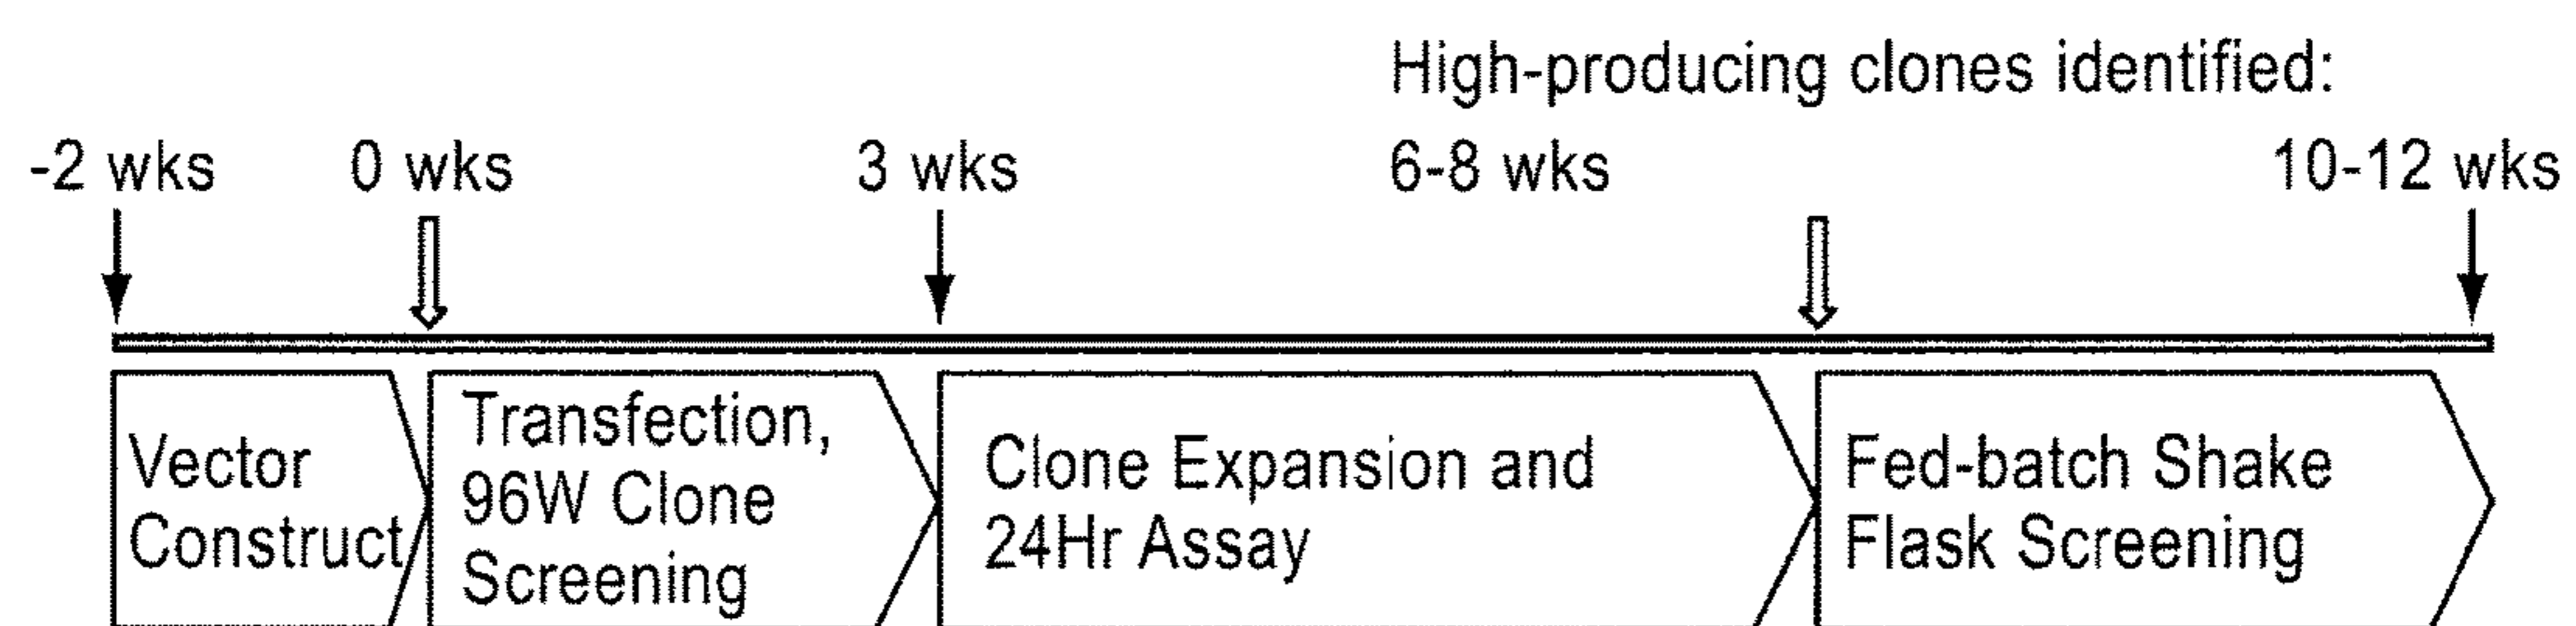 High-producing clones identified:
-2 wks 0 wks 3 wks 6-8 wks 10-12 wks
Vector
Construct
Transfection,
96W Clone
Screening
Clone Expansion and
24Hr Assay
Fed-batch Shake
Flask Screening